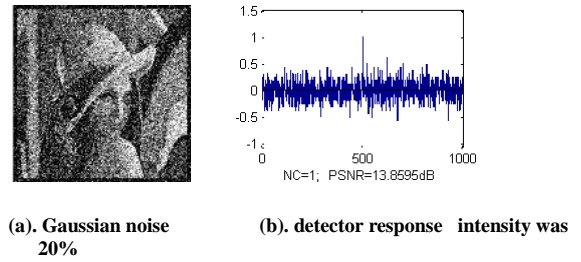 1.5
1
0.5
0
-0.5
-1
0 500 1000
NC=1; PSNR=13.8595dB
(a). Gaussian noise (b). detector response intensity was
20%